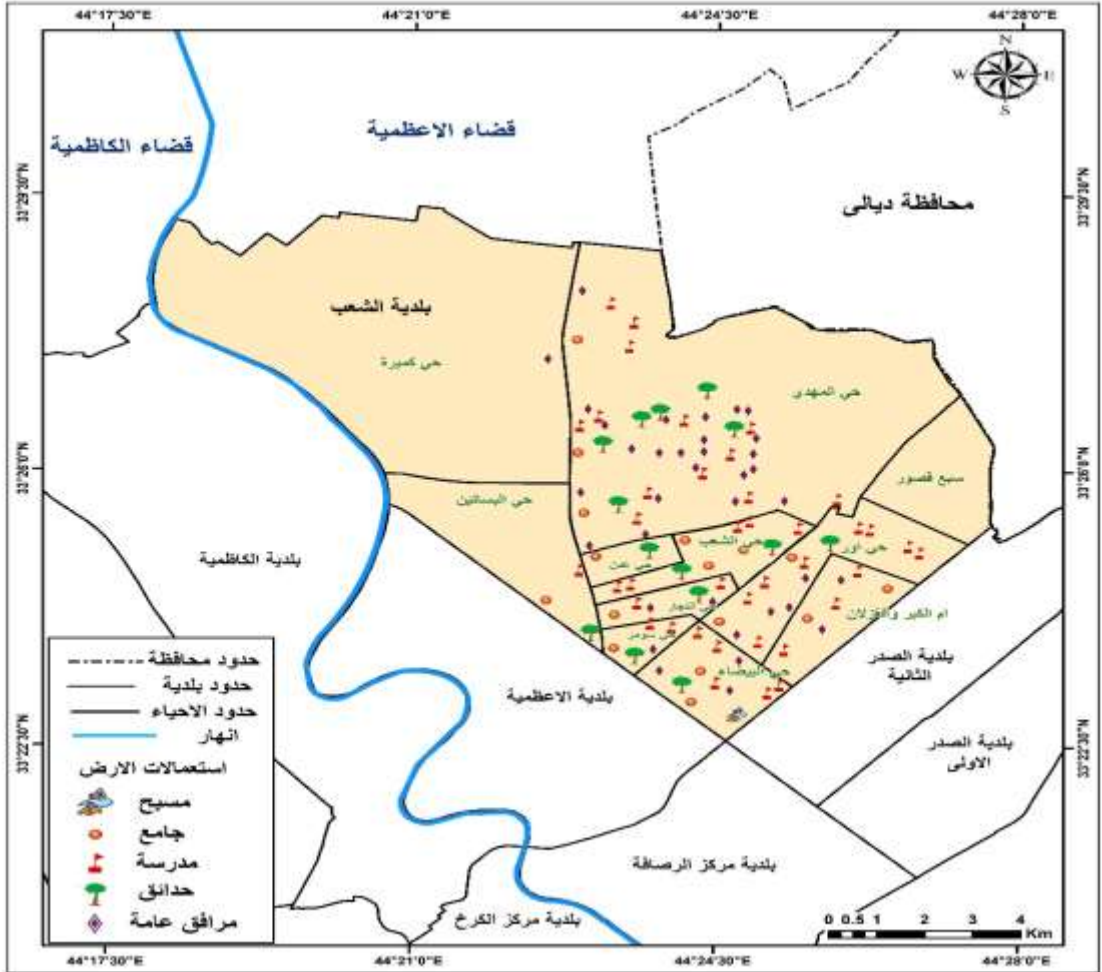 44°17'30"E
44°21'0"E
44°24'30"E
44°28'0"E
N
W
E
S
قضاء الكاظمية
قضاء الاعظمية
محافظة ديالى
33°29'30"N
33°26'0"N
33°22'30"N
33°29'30"N
33°26'0"N
33°22'30"N
بلدية الشعب
حي كميرة
حي المهدي
سبع قصور
حي البساتين
حي الشعب
حي اور
حي عدن
حي سومر
حي البيضاء
ام الكبر والغزلان
بلدية الكاظمية
بلدية الاعظمية
بلدية الصدر
الثانية
بلدية الصدر
الاولى
بلدية مركز الرصافة
بلدية مركز الكرخ
حدود محافظة
حدود بلدية
حدود الاحياء
انهار
استعمالات الارض
مسبح
جامع
مدرسة
حدائق
مرافق عامة
0 0.5 1 2 3 4
Km
44°17'30"E
44°21'0"E
44°24'30"E
44°28'0"E